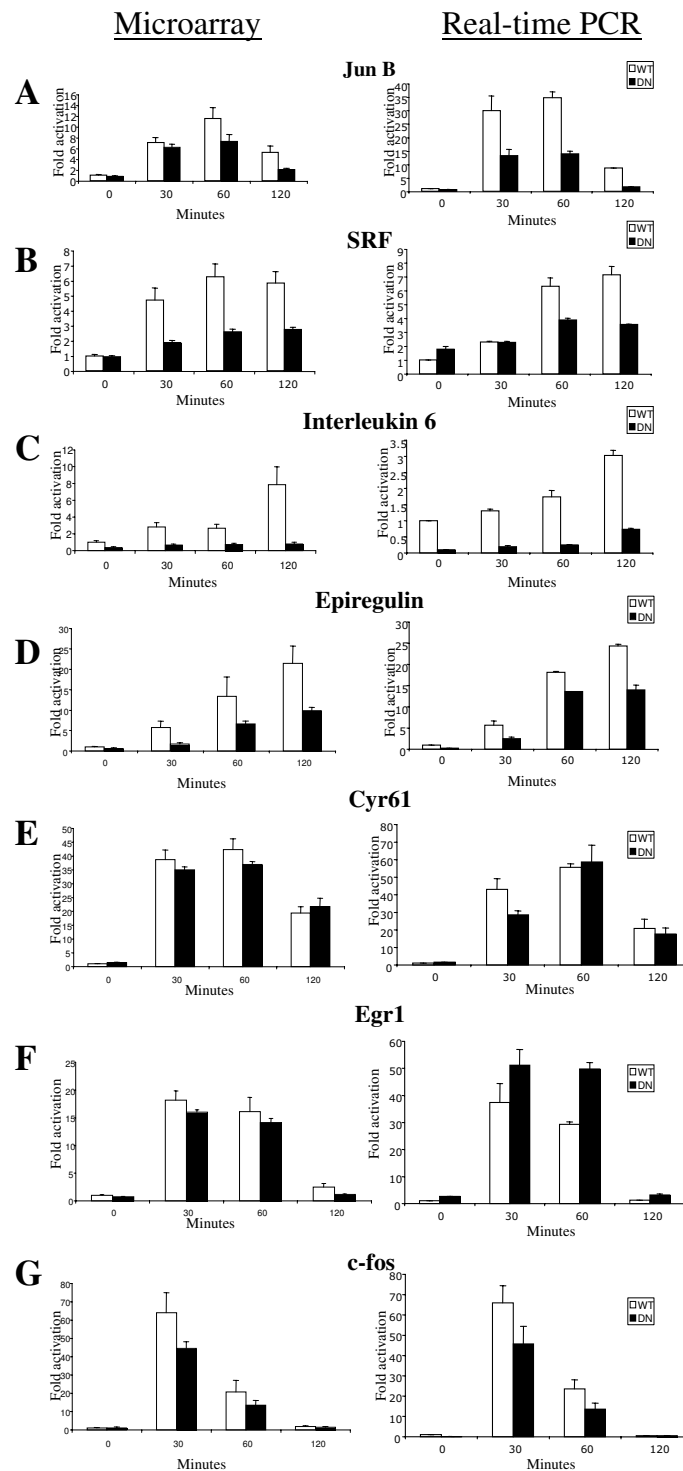 Microarray
Real-time PCR
Jun B
A
Fold activation
16
14
12
10
8
6
4
2
0
0 30 60 120
Minutes
Fold activation
40
35
30
25
20
15
10
5
0
0 30 60 120
Minutes
WT
DN
SRF
B
Fold activation
8
7
6
5
4
3
2
1
0
0 30 60 120
Minutes
Fold activation
9
8
7
6
5
4
3
2
1
0
0 30 60 120
Minutes
WT
DN
Interleukin 6
C
Fold activation
12
10
8
6
4
2
0
0 30 60 120
Minutes
Fold activation
3.5
3
2.5
2
1.5
1
0.5
0
0 30 60 120
Minutes
WT
DN
Epiregulin
D
Fold activation
30
25
20
15
10
5
0
0 30 60 120
Minutes
Fold activation
30
25
20
15
10
5
0
0 30 60 120
Minutes
WT
DN
Cyr61
E
Fold activation
50
45
40
35
30
25
20
15
10
5
0
0 30 60 120
Minutes
Fold activation
80
70
60
50
40
30
20
10
0
0 30 60 120
Minutes
WT
DN
Egr1
F
Fold activation
25
20
15
10
5
0
0 30 60 120
Minutes
Fold activation
60
50
40
30
20
10
0
0 30 60 120
Minutes
WT
DN
c-fos
G
Fold activation
80
70
60
50
40
30
20
10
0
0 30 60 120
Minutes
Fold activation
80
70
60
50
40
30
20
10
0
0 30 60 120
Minutes
WT
DN